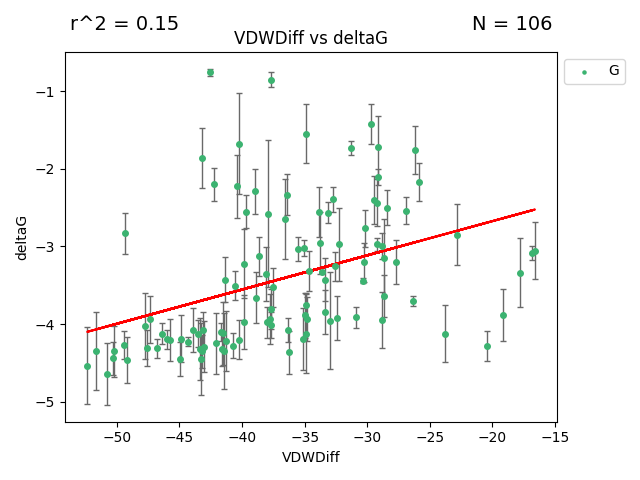 r^2 = 0.15 N = 106
VDWDiff vs deltaG
G
−1
−2
−3
−4
−5
deltaG
−50 −45 −40 −35 −30 −25 −20 −15
VDWDiff